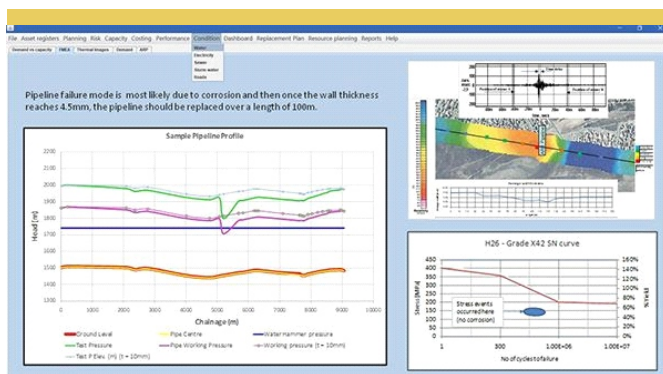 File Asset registers Planning Risk Capacity Costing Performance Condition Dashboard Replacement Plan Resource planning Reports Help
Demand vs capacity FMEA Thermal Images Demand ARP
Water
Electricity
Sewer
Storm water
Roads
Pipeline failure mode is most likely due to corrosion and then once the wall thickness
reaches 4.5mm, the pipeline should be replaced over a length of 100m.
Sample Pipeline Profile
Head (m)
2200
2100
2000
1900
1800
1700
1600
1500
1400
1300
0 1000 2000 3000 4000 5000 6000 7000 8000 9000 10000
Chainage (m)
Ground Level Pipe Centre Water hammer pressure
Test Pressure Pipe Working Pressure Working pressure (t = 10mm)
Test P Elev. (m) (t = 10mm)
H26 - Grade X42 SN curve
Stress (MPa)
450
400
350
300
250
200
150
100
50
0
160%
140%
120%
100%
80%
60%
40%
20%
0%
% Yield
Stress events
occurred here
(no corrosion)
1 300 1.00E+06 1.00E+07
No of cycles to failure